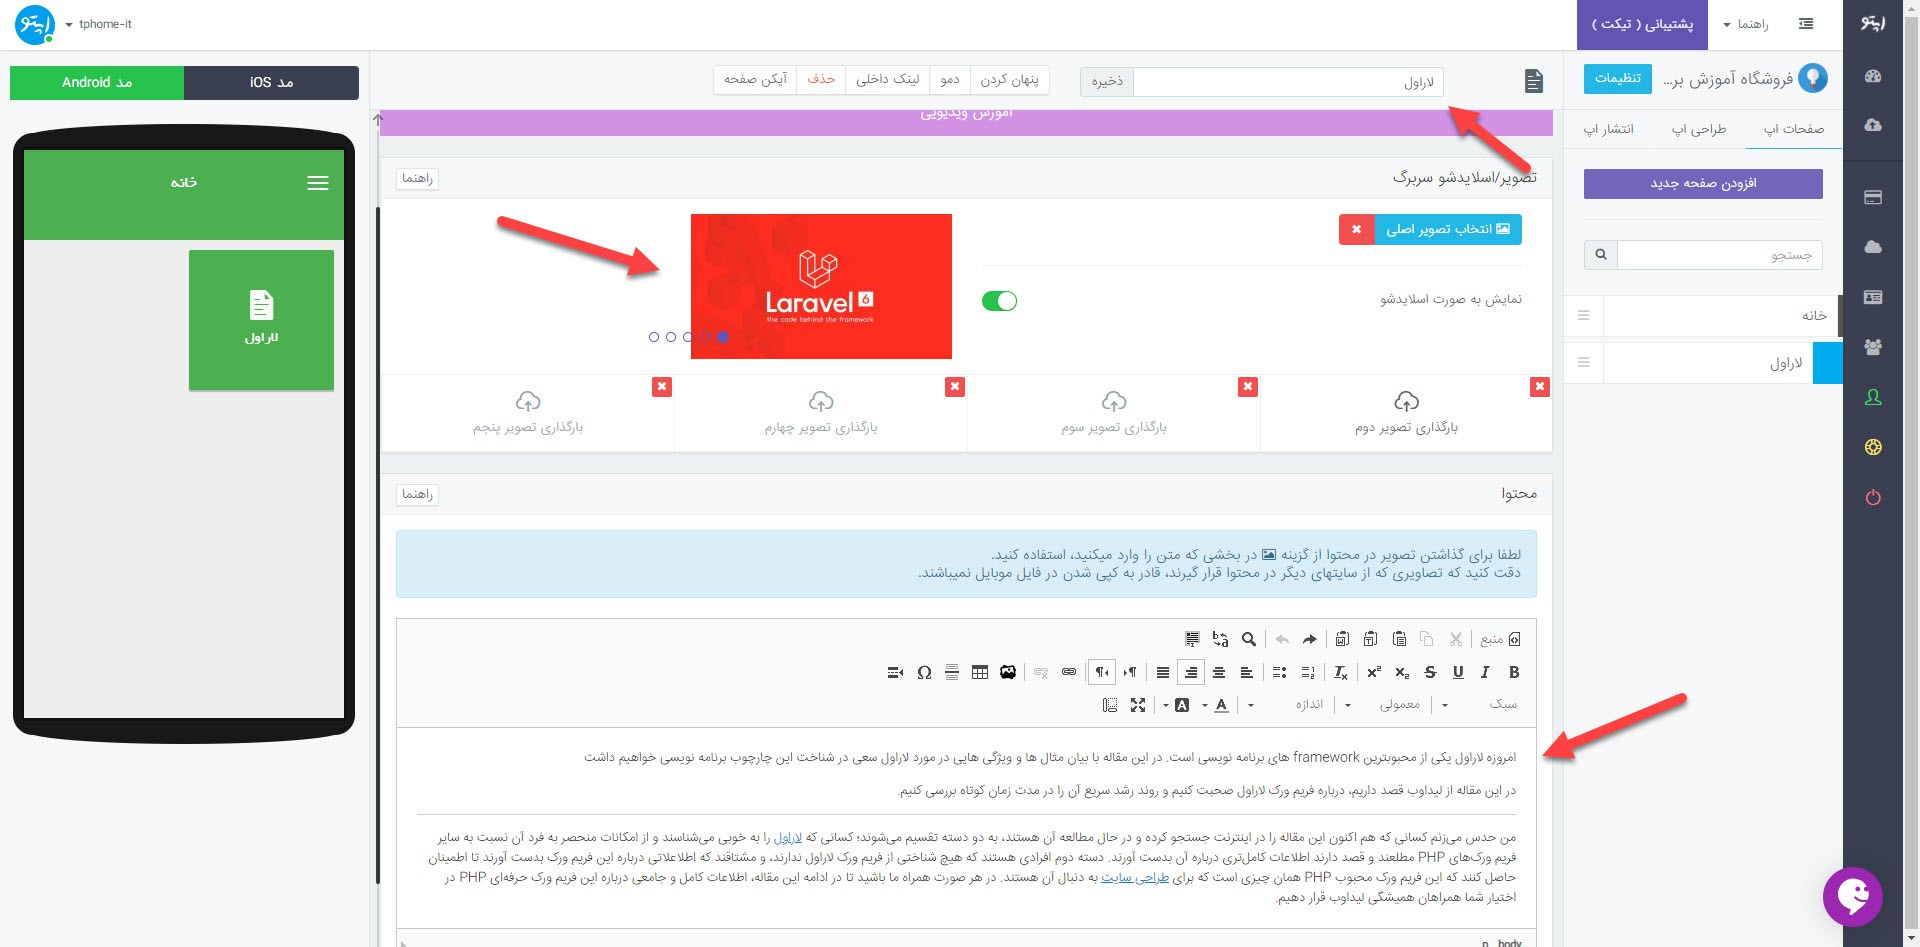 اپتو
tphome-it
پشتیبانی ( تیکت )
راهنما
اپتو
مد Android
مد iOS
آیکن صفحه
حذف
لینک داخلی
دمو
پنهان کردن
ذخیره
لاراول
تنظیمات
فروشگاه آموزش بر...
صفحات اپ
طراحی اپ
انتشار اپ
افزودن صفحه جدید
جستجو
خانه
لاراول
خانه
لاراول
آموزش ویدیویی
تصویر/اسلایدشو سربرگ
راهنما
انتخاب تصویر اصلی
نمایش به صورت اسلایدشو
Laravel 6
the code behind the framework
بارگذاری تصویر دوم
بارگذاری تصویر سوم
بارگذاری تصویر چهارم
بارگذاری تصویر پنجم
محتوا
راهنما
لطفا برای گذاشتن تصویر در محتوا از گزینه در بخشی که متن را وارد میکنید، استفاده کنید.
دقت کنید که تصاویری که از سایتهای دیگر در محتوا قرار گیرند، قادر به کپی شدن در فایل موبایل نمیباشند.
منبع
سبک
معمولی
اندازه
امروزه لاراول یکی از محبوبترین framework های برنامه نویسی است. در این مقاله با بیان مثال ها و ویژگی هایی در مورد لاراول سعی در شناخت این چارچوب برنامه نویسی خواهیم داشت
در این مقاله از لیداوب قصد داریم، درباره فریم ورک لاراول صحبت کنیم و روند رشد سریع آن را در مدت زمان کوتاه بررسی کنیم.
من حدس می‌زنم کسانی که هم اکنون این مقاله را در اینترنت جستجو کرده و در حال مطالعه آن هستند، به دو دسته تقسیم می‌شوند؛ کسانی که لاراول را به خوبی می‌شناسند و از امکانات منحصر به فرد آن نسبت به سایر
فریم ورک‌های PHP مطلعند و قصد دارند اطلاعات کامل‌تری درباره آن بدست آورند. دسته دوم افرادی هستند که هیچ شناختی از فریم ورک لاراول ندارند، و مشتاقند که اطلاعلاتی درباره این فریم ورک بدست آورند تا اطمینان
حاصل کنند که این فریم ورک محبوب PHP همان چیزی است که برای طراحی سایت به دنبال آن هستند. در هر صورت همراه ما باشید تا در ادامه این مقاله، اطلاعات کامل و جامعی درباره این فریم ورک حرفه‌ای PHP در
اختیار شما همراهان همیشگی لیداوب قرار دهیم.
body p